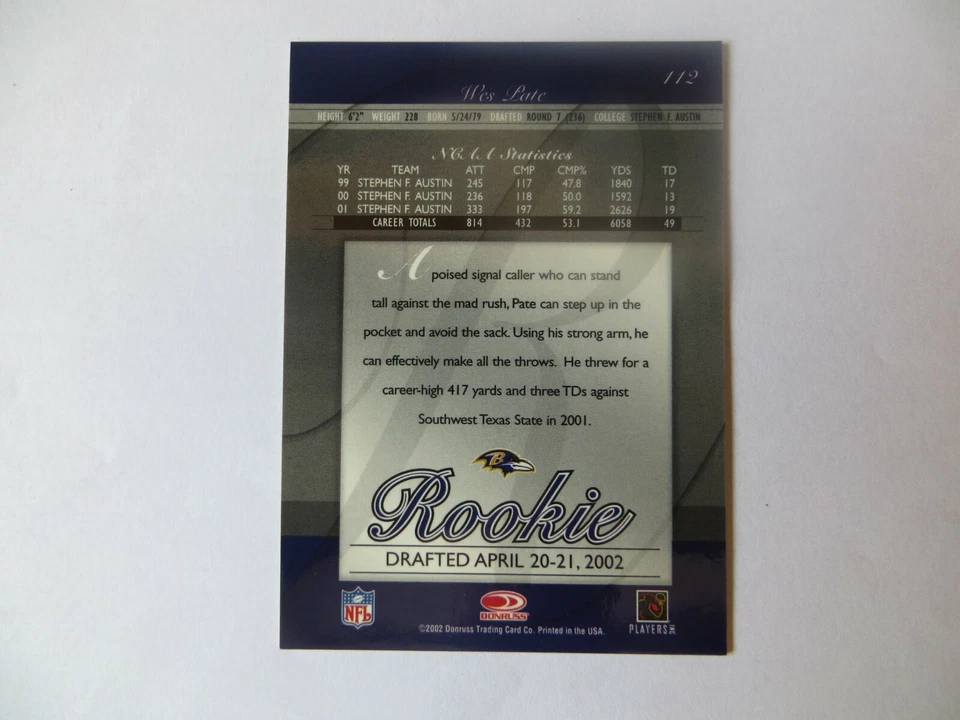 112
Wes Pate
HEIGHT 6'2" WEIGHT 228 BORN 5/24/79 DRAFTED ROUND 7 (236) COLLEGE STEPHEN F. AUSTIN
NCAA Statistics
YR TEAM ATT CMP CMP% YDS TD
99 STEPHEN F. AUSTIN 245 117 47.8 1840 17
00 STEPHEN F. AUSTIN 236 118 50.0 1592 13
01 STEPHEN F. AUSTIN 333 197 59.2 2626 19
CAREER TOTALS 814 432 53.1 6058 49
A poised signal caller who can stand
tall against the mad rush, Pate can step up in the
pocket and avoid the sack. Using his strong arm, he
can effectively make all the throws. He threw for a
career-high 417 yards and three TDs against
Southwest Texas State in 2001.
B
Rookie
DRAFTED APRIL 20-21, 2002
NFL
DONRUSS
PLAYERS INC
©2002 Donruss Trading Card Co. Printed in the USA.